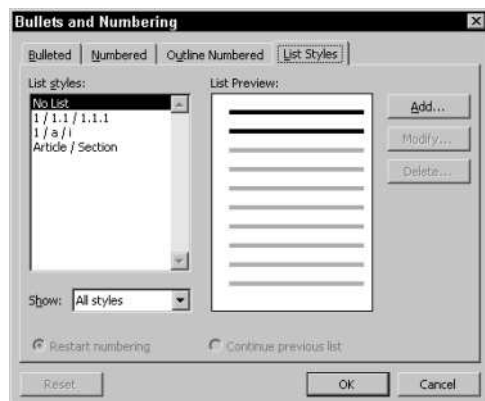 Bullets and Numbering
Bulleted Numbered Outline Numbered List Styles
List styles: List Preview:
No List
1 / 1.1 / 1.1.1
1 / a / i
Article / Section
Add...
Modify...
Delete...
Show: All styles
Restart numbering Continue previous list
Reset OK Cancel